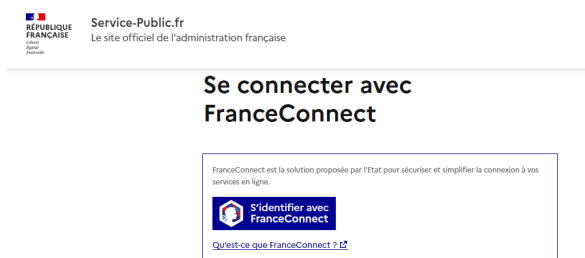 RÉPUBLIQUE
FRANÇAISE
Liberté
Égalité
Fraternité
Service-Public.fr
Le site officiel de l'administration française
Se connecter avec
FranceConnect
FranceConnect est la solution proposée par l'Etat pour sécuriser et simplifier la connexion à vos
services en ligne.
S'identifier avec
FranceConnect
Qu'est-ce que FranceConnect ?